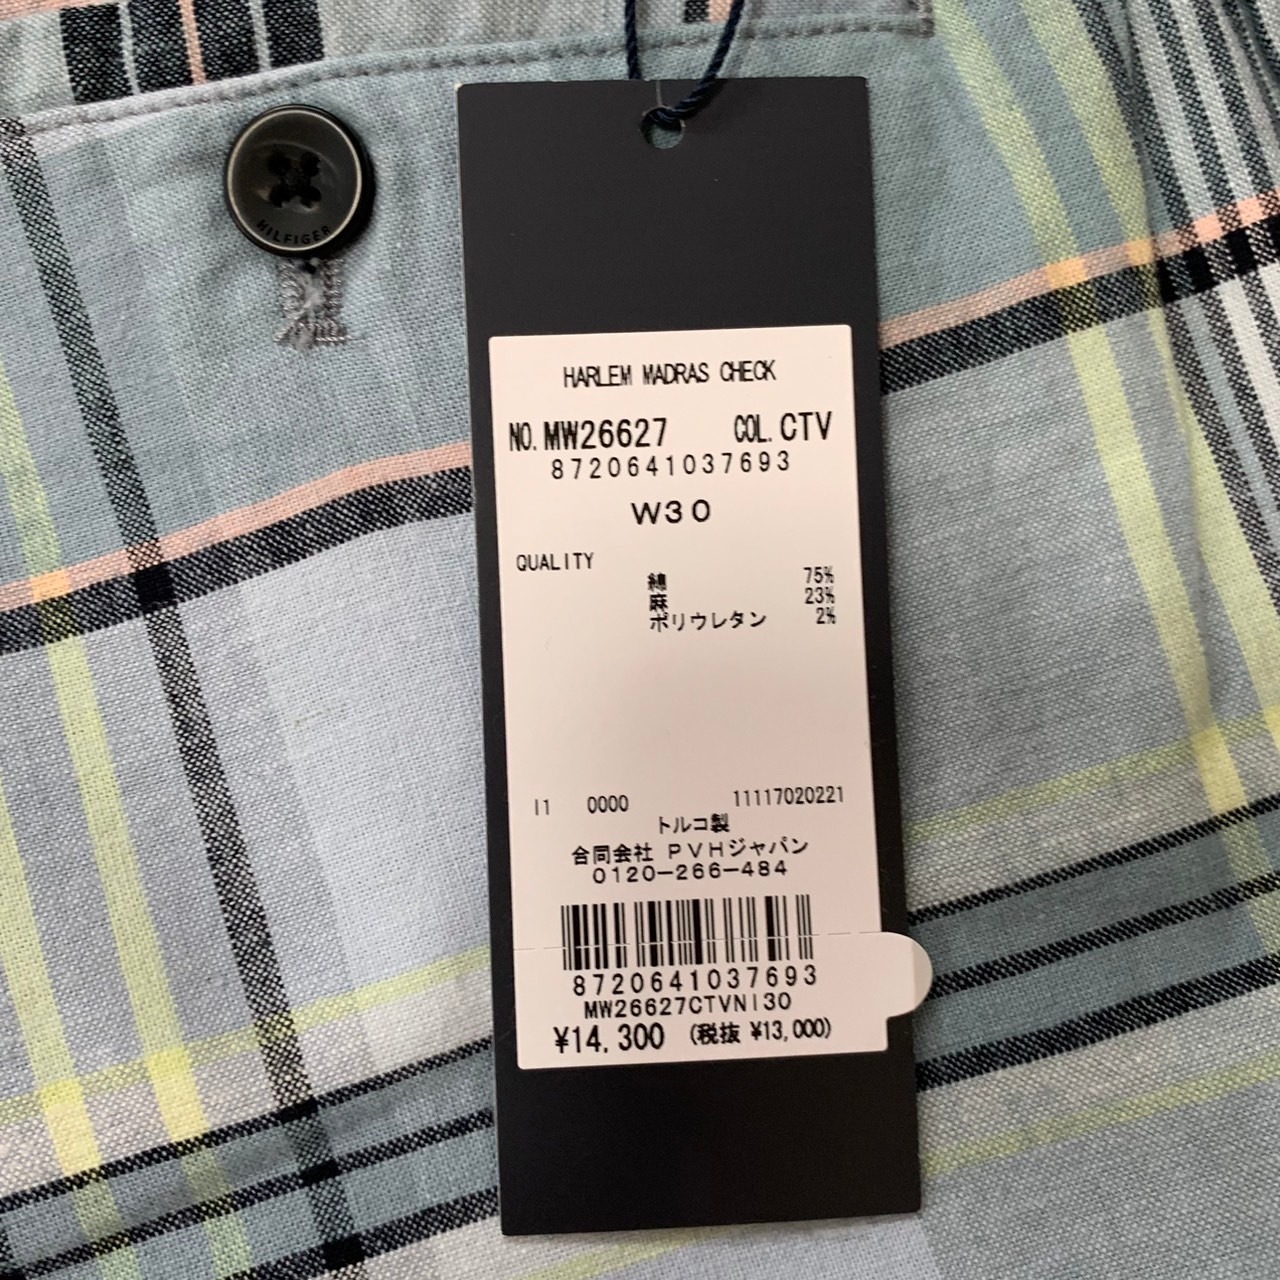 HILFIGER
HARLEM MADRAS CHECK
NO. MW26627 COL. CTV
8720641037693
W30
QUALITY
綿 75%
麻 23%
ポリウレタン 2%
I1 0000 11117020221
トルコ製
合同会社 PVHジャパン
0120-266-484
8720641037693
MW26627CTVNI30
¥14,300 (税抜 ¥13,000)